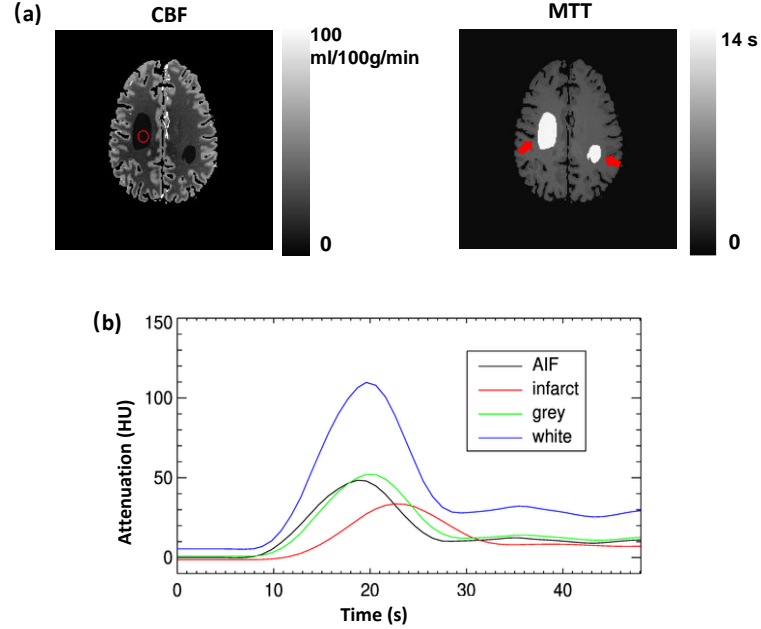 (a)
CBF
MTT
100
ml/100g/min
0
14 s
0
(b)
150
100
50
0
Attenuation (HU)
AIF
infarct
grey
white
0
10
20
30
40
Time (s)